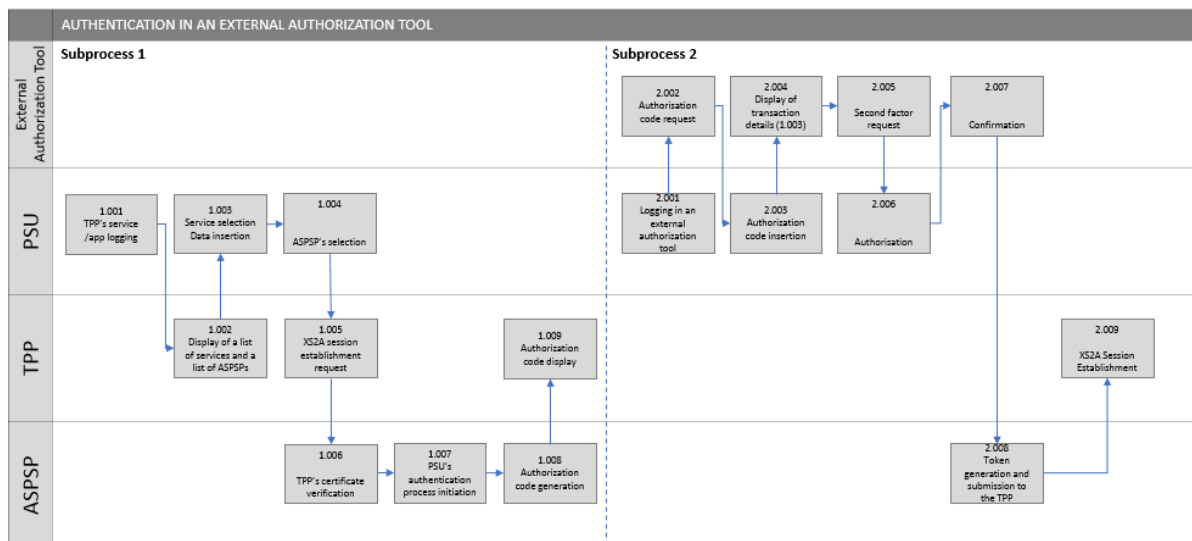 AUTHENTICATION IN AN EXTERNAL AUTHORIZATION TOOL
External
Authorization Tool
Subprocess 1
Subprocess 2
2.002
Authorisation
code request
2.004
Display of
transaction
details (1.003)
2.005
Second factor
request
2.007
Confirmation
PSU
1.001
TPP's service
/app logging
1.003
Service selection
Data insertion
1.004
ASPSP's selection
2.001
Logging in an
external
authorization
tool
2.003
Authorization
code insertion
2.006
Authorisation
TPP
1.002
Display of a list
of services and a
list of ASPSPs
1.005
XS2A session
establishment
request
1.009
Authorization
code display
2.009
XS2A Session
Establishment
ASPSP
1.006
TPP's certificate
verification
1.007
PSU's
authentication
process initiation
1.008
Authorization
code generation
2.008
Token
generation and
submission to
the TPP